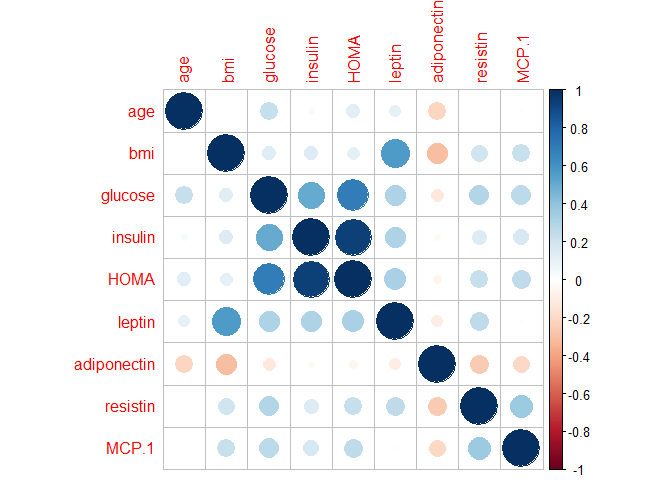 age
bmi
glucose
insulin
HOMA
leptin
adiponectin
resistin
MCP.1
age
bmi
glucose
insulin
HOMA
leptin
adiponectin
resistin
MCP.1
1
0.8
0.6
0.4
0.2
0
-0.2
-0.4
-0.6
-0.8
-1